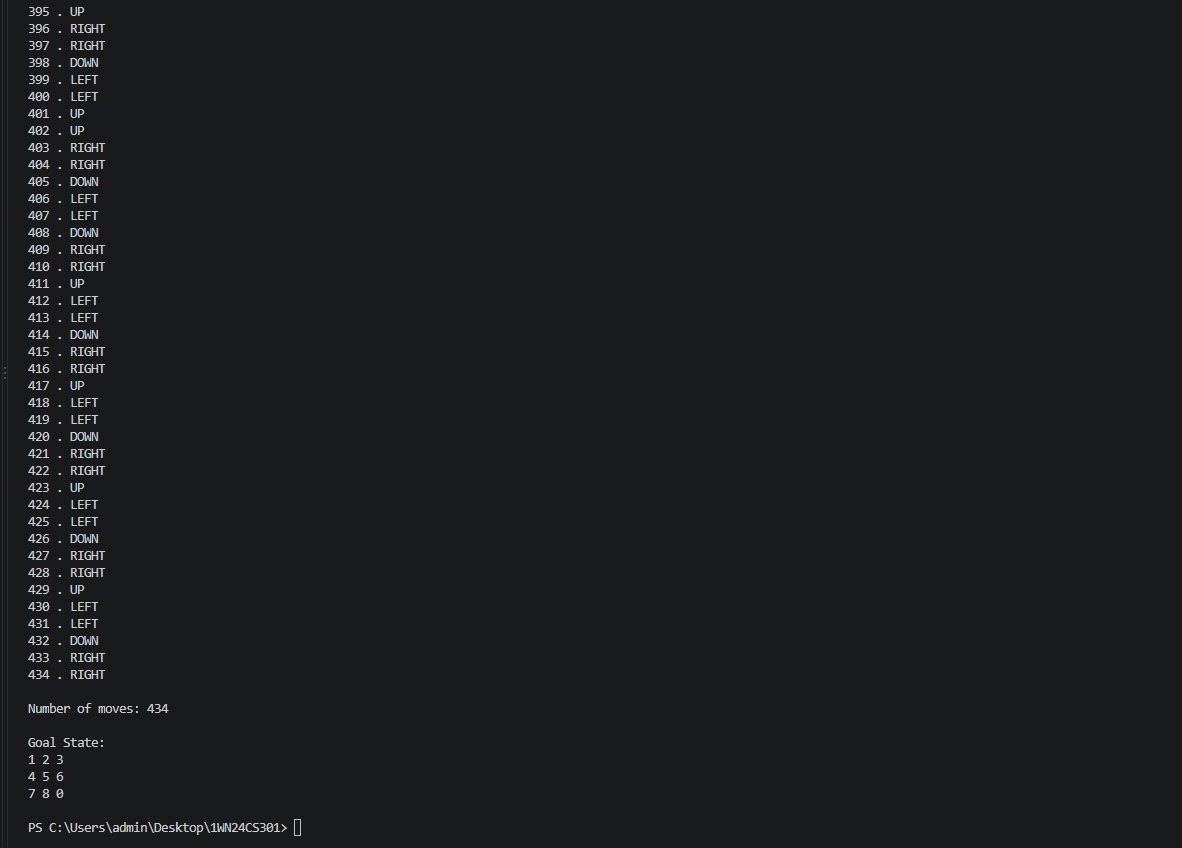 395 . UP
396 . RIGHT
397 . RIGHT
398 . DOWN
399 . LEFT
400 . LEFT
401 . UP
402 . UP
403 . RIGHT
404 . RIGHT
405 . DOWN
406 . LEFT
407 . LEFT
408 . DOWN
409 . RIGHT
410 . RIGHT
411 . UP
412 . LEFT
413 . LEFT
414 . DOWN
415 . RIGHT
416 . RIGHT
417 . UP
418 . LEFT
419 . LEFT
420 . DOWN
421 . RIGHT
422 . RIGHT
423 . UP
424 . LEFT
425 . LEFT
426 . DOWN
427 . RIGHT
428 . RIGHT
429 . UP
430 . LEFT
431 . LEFT
432 . DOWN
433 . RIGHT
434 . RIGHT
Number of moves: 434
Goal State:
1 2 3
4 5 6
7 8 0
PS C:\Users\admin\Desktop\1WN24CS301>